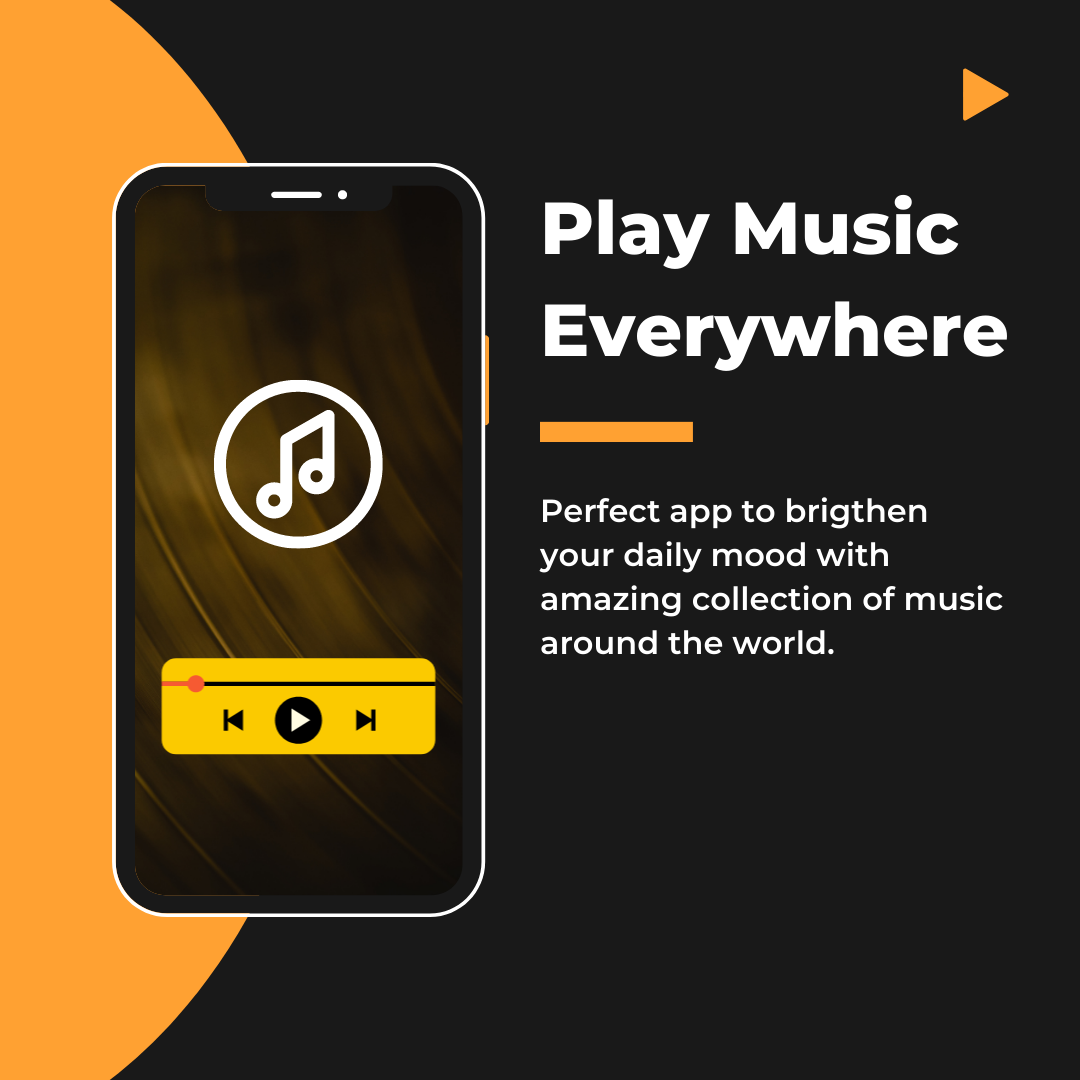 Play Music
Everywhere
Perfect app to brigthen
your daily mood with
amazing collection of music
around the world.